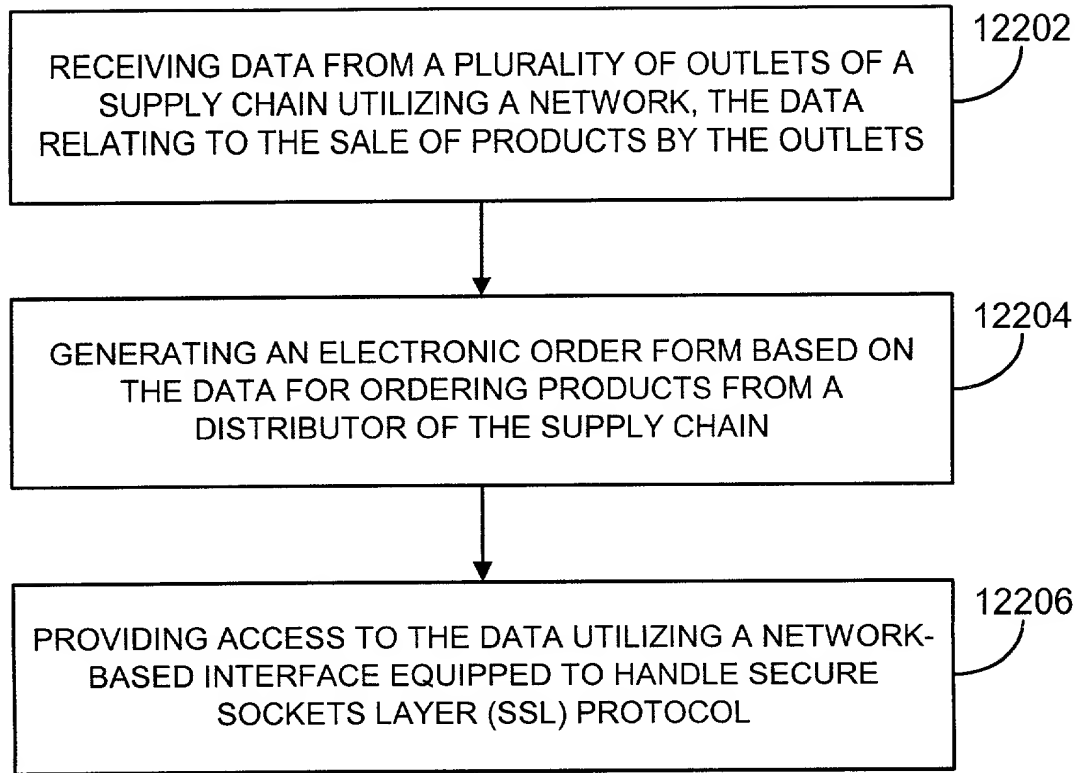 12202
RECEIVING DATA FROM A PLURALITY OF OUTLETS OF A
SUPPLY CHAIN UTILIZING A NETWORK, THE DATA
RELATING TO THE SALE OF PRODUCTS BY THE OUTLETS
12204
GENERATING AN ELECTRONIC ORDER FORM BASED ON
THE DATA FOR ORDERING PRODUCTS FROM A
DISTRIBUTOR OF THE SUPPLY CHAIN
12206
PROVIDING ACCESS TO THE DATA UTILIZING A NETWORK-
BASED INTERFACE EQUIPPED TO HANDLE SECURE
SOCKETS LAYER (SSL) PROTOCOL